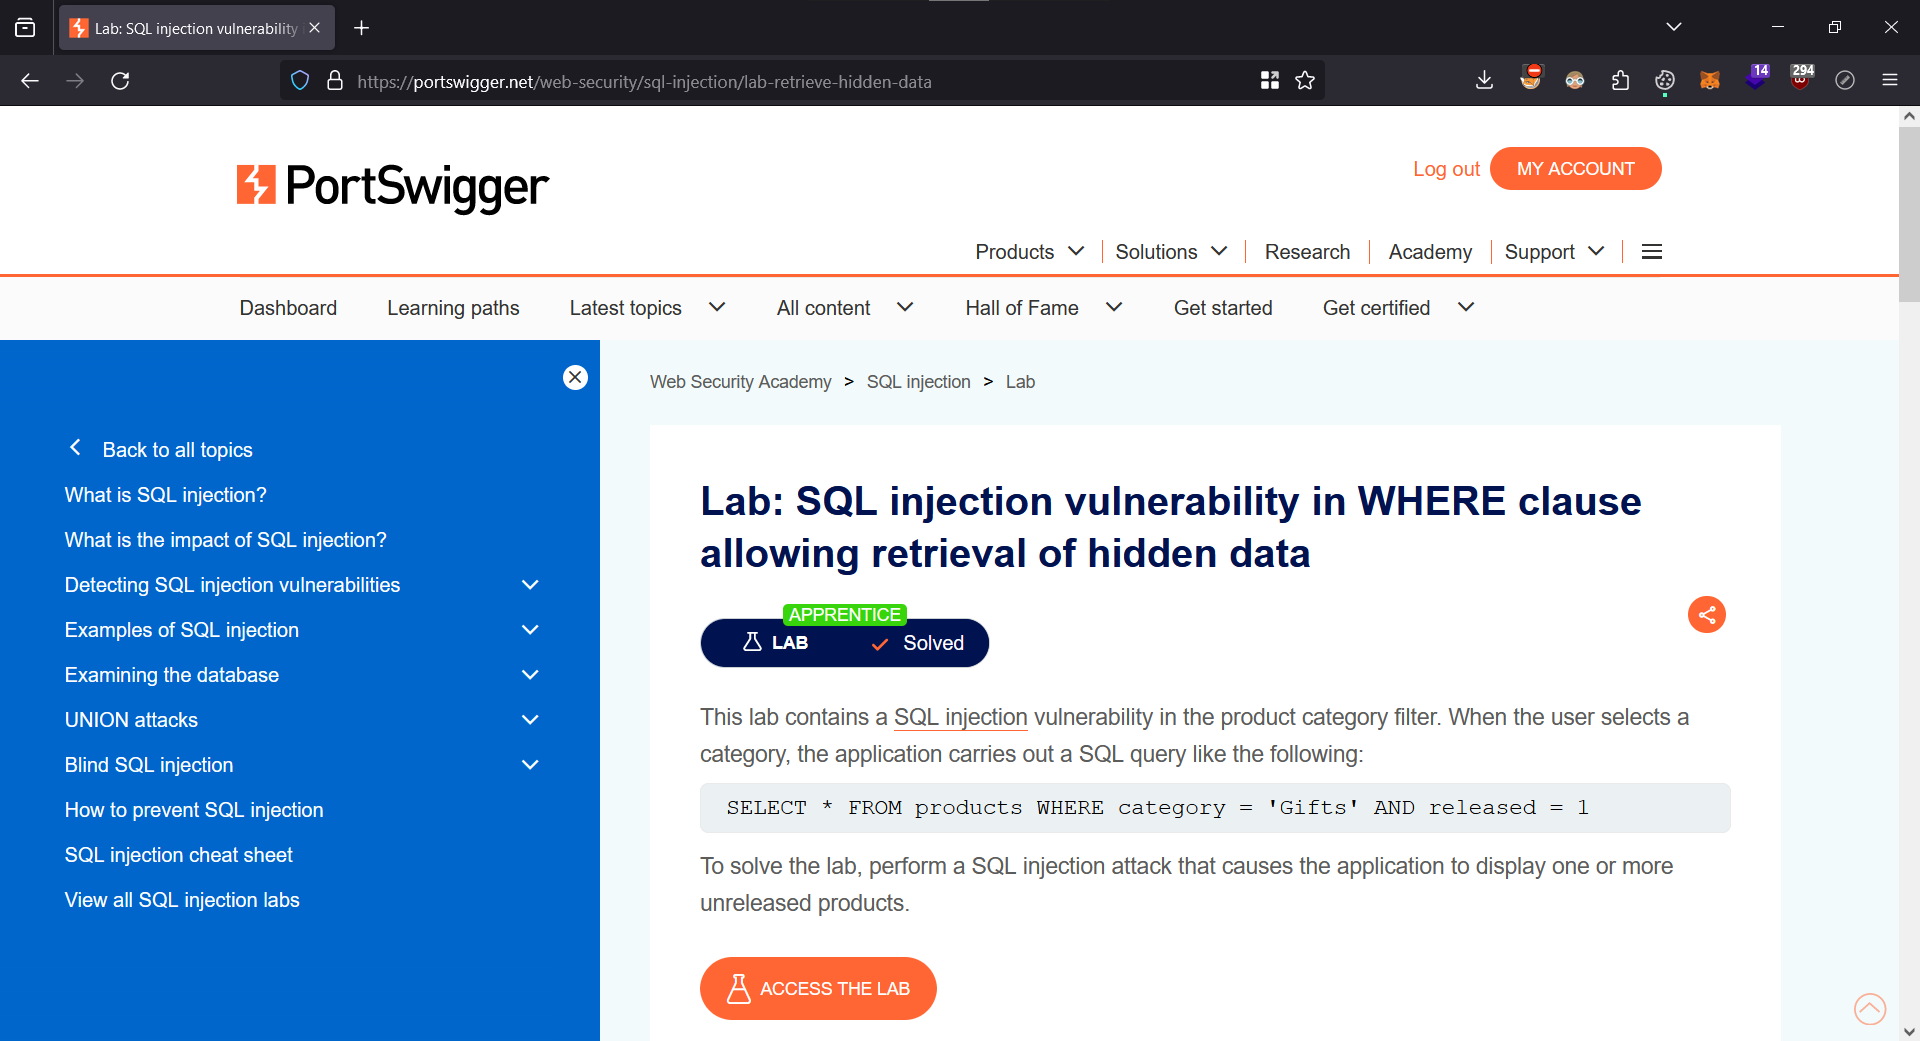 Lab: SQL injection vulnerability
https://portswigger.net/web-security/sql-injection/lab-retrieve-hidden-data
14
294
PortSwigger
Log out
MY ACCOUNT
Products
Solutions
Research
Academy
Support
Dashboard
Learning paths
Latest topics
All content
Hall of Fame
Get started
Get certified
Back to all topics
What is SQL injection?
What is the impact of SQL injection?
Detecting SQL injection vulnerabilities
Examples of SQL injection
Examining the database
UNION attacks
Blind SQL injection
How to prevent SQL injection
SQL injection cheat sheet
View all SQL injection labs
Web Security Academy > SQL injection > Lab
Lab: SQL injection vulnerability in WHERE clause
allowing retrieval of hidden data
APPRENTICE
LAB
Solved
This lab contains a SQL injection vulnerability in the product category filter. When the user selects a
category, the application carries out a SQL query like the following:
SELECT * FROM products WHERE category = 'Gifts' AND released = 1
To solve the lab, perform a SQL injection attack that causes the application to display one or more
unreleased products.
ACCESS THE LAB